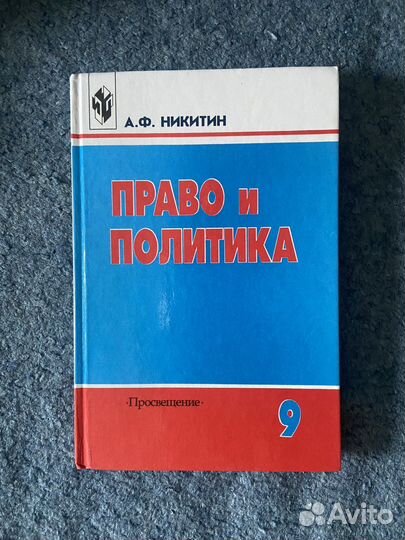 А.Ф. НИКИТИН
ПРАВО и
ПОЛИТИКА
·Просвещение·
9
Avito